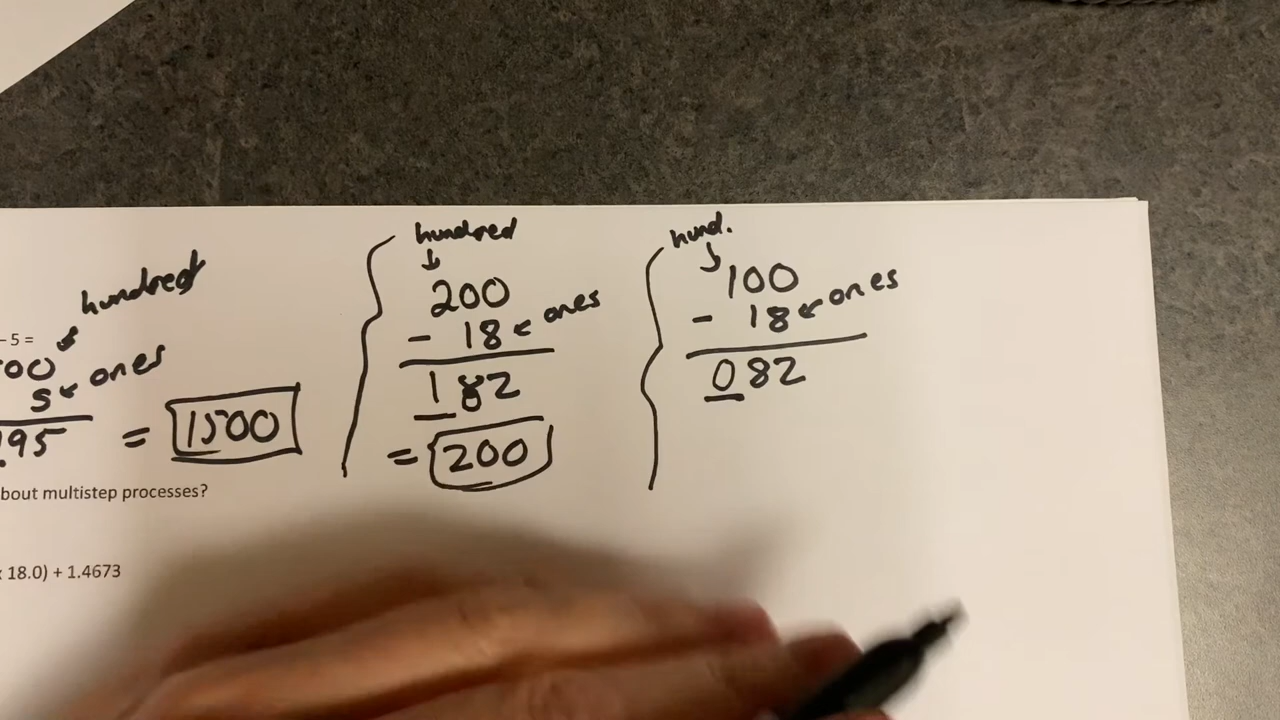 hundred
- 5 =
00
5 ← ones
95 = 1500
hundred
↓
200
- 18 ← ones
182
= 200
hund.
100
- 18 ← ones
082
bout multistep processes?
18.0) + 1.4673